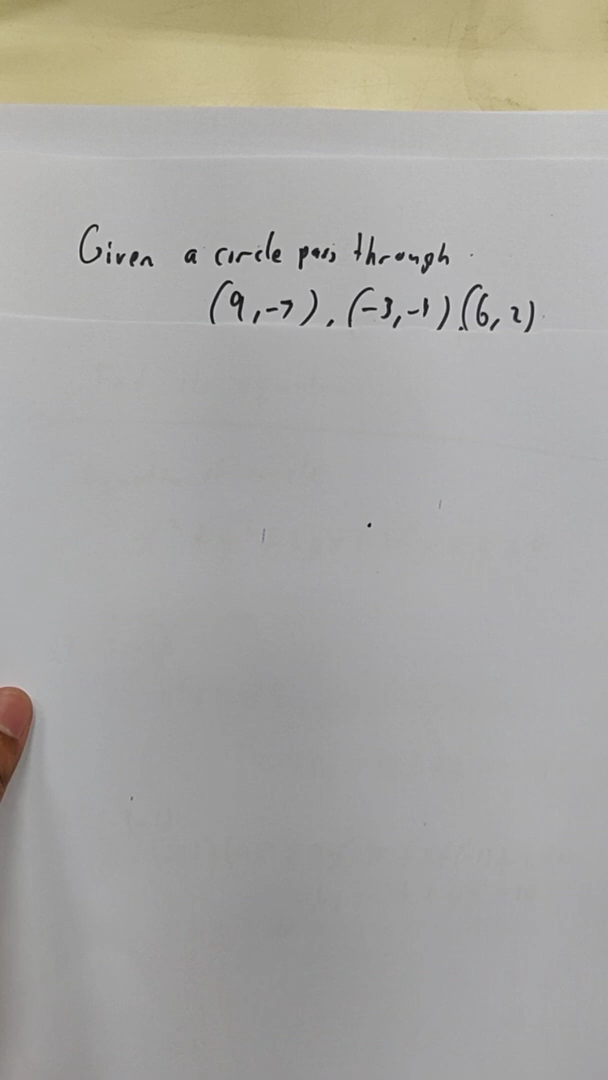 Given a circle pass through.
(9,-7), (-3,-1) (6,2)